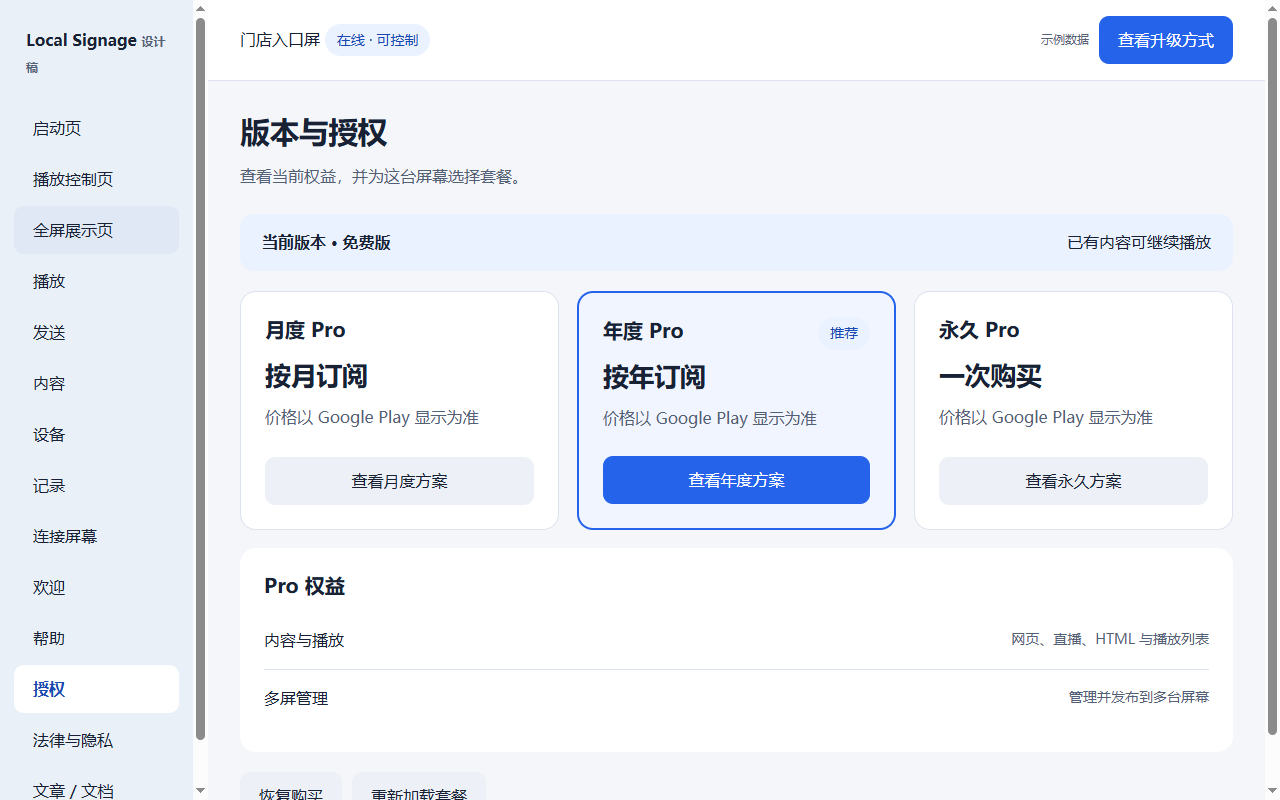 Local Signage 设计稿
启动页
播放控制页
全屏展示页
播放
发送
内容
设备
记录
连接屏幕
欢迎
帮助
授权
法律与隐私
文章 / 文档
门店入口屏 在线 · 可控制
示例数据 查看升级方式
版本与授权
查看当前权益，并为这台屏幕选择套餐。
当前版本 • 免费版 已有内容可继续播放
月度 Pro
按月订阅
价格以 Google Play 显示为准
查看月度方案
年度 Pro 推荐
按年订阅
价格以 Google Play 显示为准
查看年度方案
永久 Pro
一次购买
价格以 Google Play 显示为准
查看永久方案
Pro 权益
内容与播放 网页、直播、HTML 与播放列表
多屏管理 管理并发布到多台屏幕
恢复购买 重新加载套餐